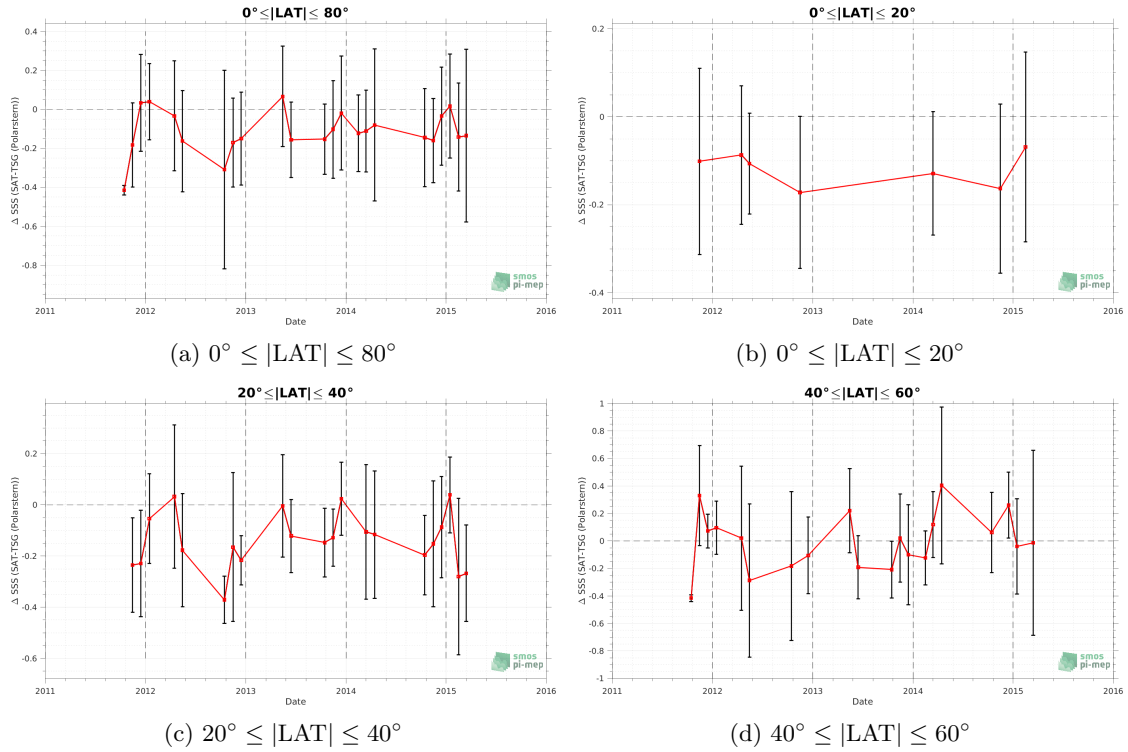 0°≤|LAT|≤ 80°
Δ SSS (SAT-TSG (Polarstern))
0.4
0.2
0
-0.2
-0.4
-0.6
-0.8
2011 2012 2013 2014 2015 2016
Date
smos
pi-mep
(a) 0° ≤ |LAT| ≤ 80°
0°≤|LAT|≤ 20°
Δ SSS (SAT-TSG (Polarstern))
0.2
0
-0.2
-0.4
2011 2012 2013 2014 2015 2016
Date
smos
pi-mep
(b) 0° ≤ |LAT| ≤ 20°
20°≤|LAT|≤ 40°
Δ SSS (SAT-TSG (Polarstern))
0.2
0
-0.2
-0.4
-0.6
2011 2012 2013 2014 2015 2016
Date
smos
pi-mep
(c) 20° ≤ |LAT| ≤ 40°
40°≤|LAT|≤ 60°
Δ SSS (SAT-TSG (Polarstern))
1
0.8
0.6
0.4
0.2
0
-0.2
-0.4
-0.6
-0.8
-1
2011 2012 2013 2014 2015 2016
Date
smos
pi-mep
(d) 40° ≤ |LAT| ≤ 60°